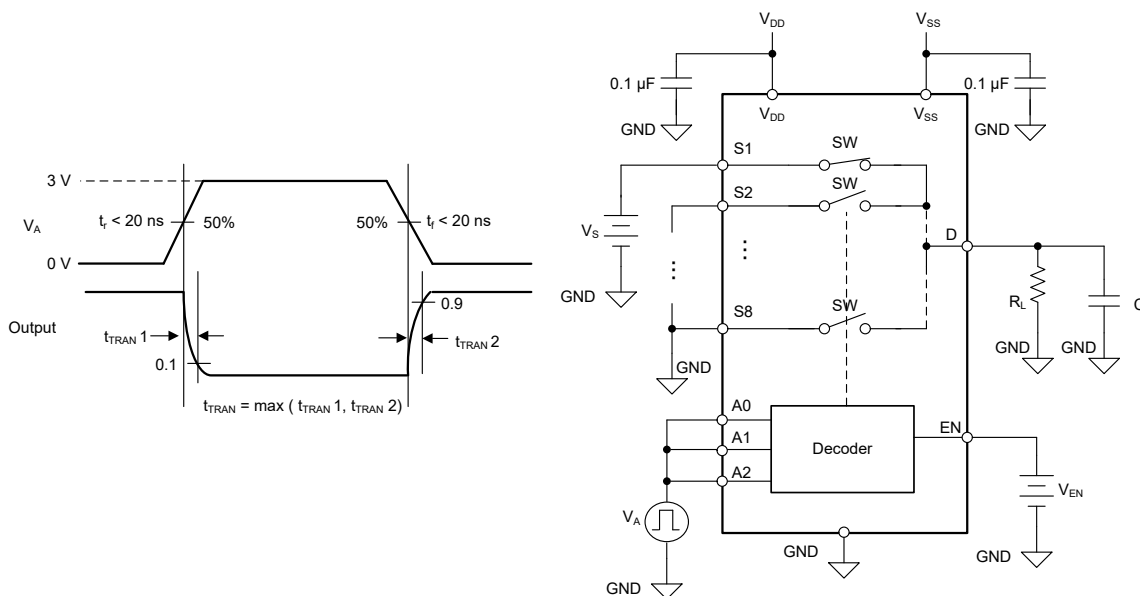 3 V
V_A
t_r < 20 ns
50%
50%
t_f < 20 ns
0 V
Output
t_TRAN 1
0.1
0.9
t_TRAN 2
t_TRAN = max ( t_TRAN 1, t_TRAN 2)
V_DD
V_SS
0.1 µF
0.1 µF
GND
V_DD
V_SS
GND
S1
SW
S2
SW
V_S
...
...
D
GND
S8
SW
R_L
C
GND
GND
GND
A0
A1
A2
Decoder
EN
V_EN
V_A
GND
GND
GND